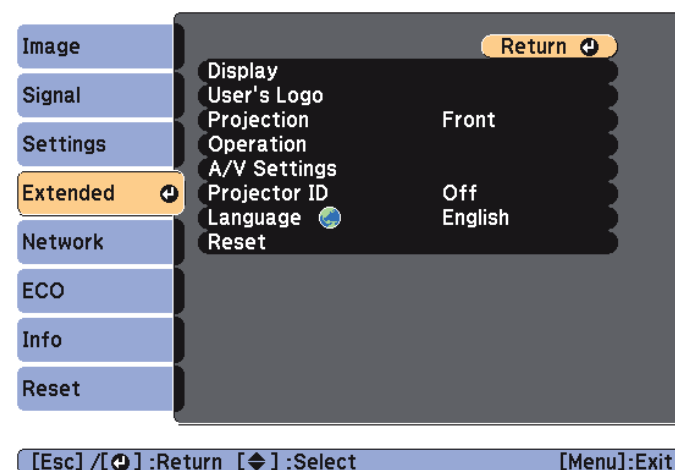 Image
Signal
Settings
Extended
Network
ECO
Info
Reset
Return
Display
User's Logo
Projection Front
Operation
A/V Settings
Projector ID Off
Language English
Reset
[Esc] /[ ] :Return [ ] :Select [Menu]:Exit